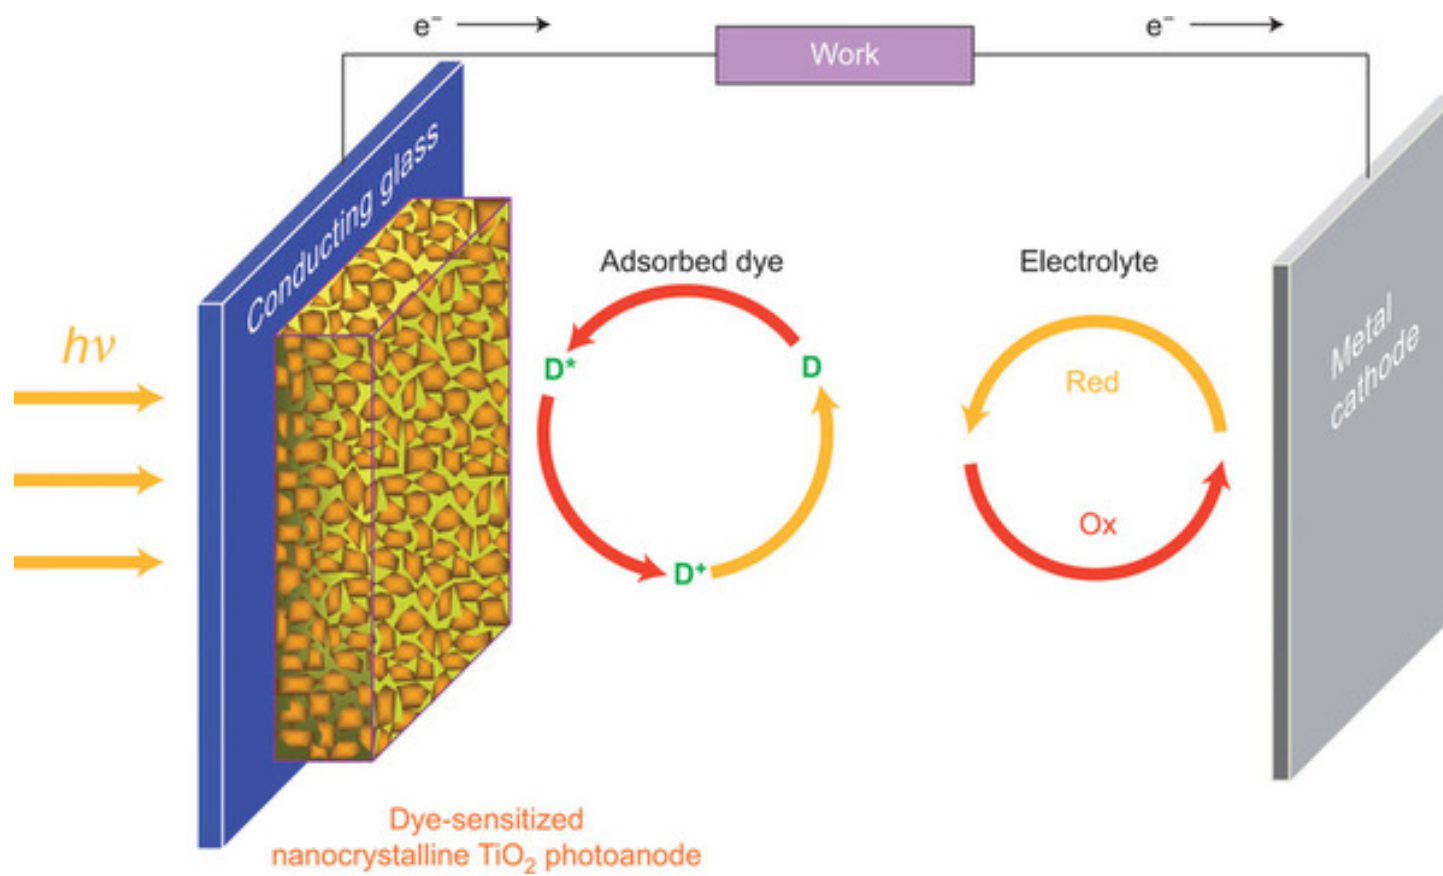 e⁻
e⁻
Work
Conducting glass
hν
Adsorbed dye
D*
D
D⁺
Electrolyte
Red
Ox
Metal
cathode
Dye-sensitized
nanocrystalline TiO₂ photoanode